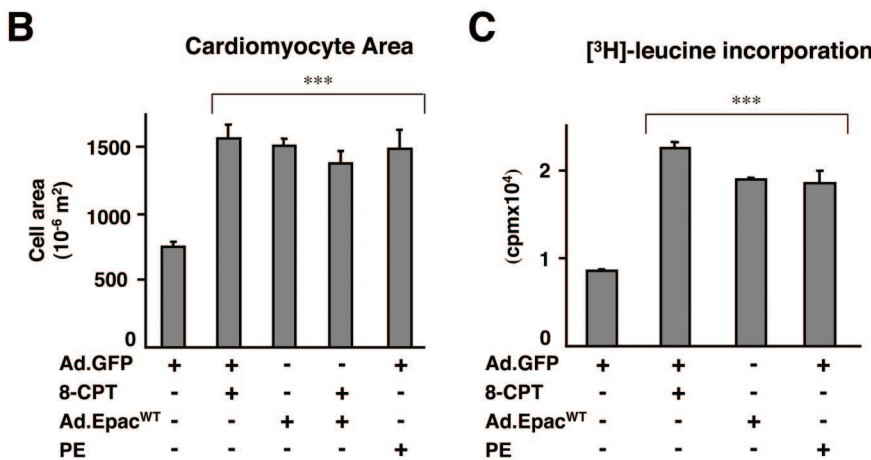 B
Cardiomyocyte Area
***
1500
1000
500
0
Cell area
(10⁻⁶ m²)
Ad.GFP + + - - +
8-CPT - + - + -
Ad.Epacᵂᵀ - - + + -
PE - - - - +
C
[³H]-leucine incorporation
***
2
1
0
(cpmx10⁴)
Ad.GFP + + - +
8-CPT - + - -
Ad.Epacᵂᵀ - - + -
PE - - - +